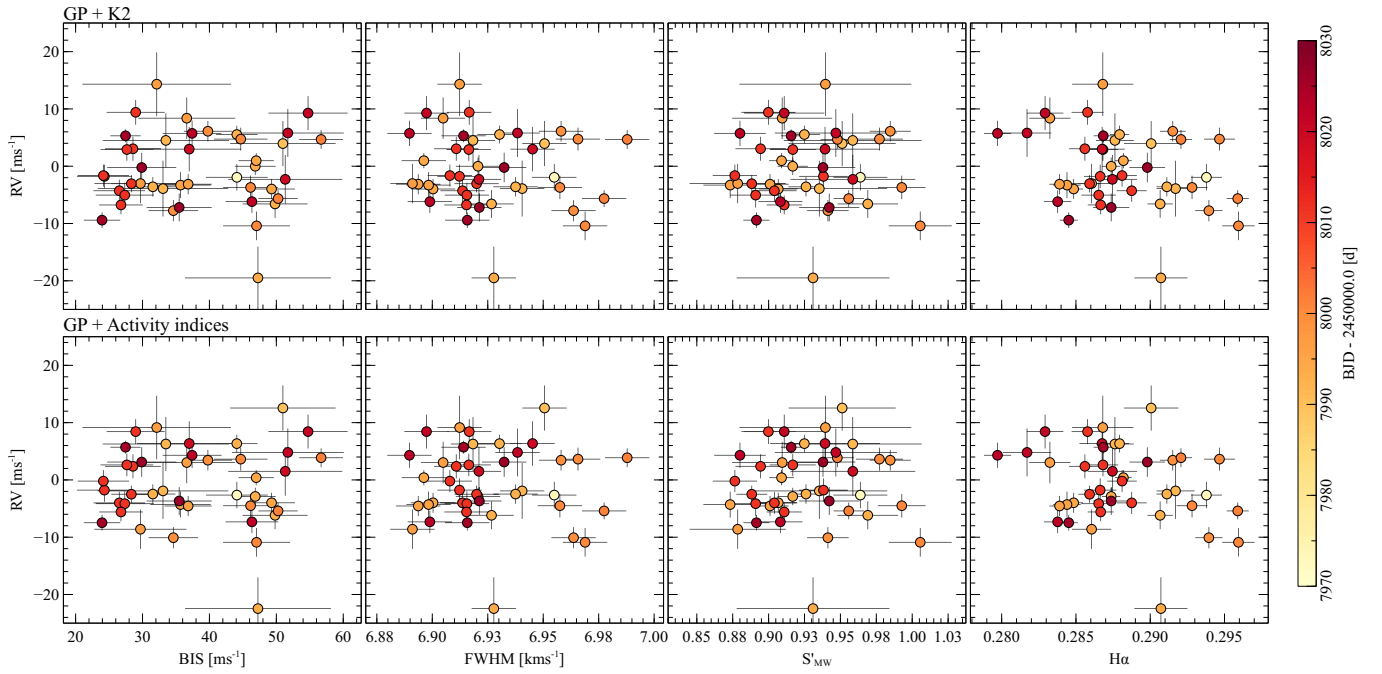 GP + K2
RV [ms⁻¹]
20
10
0
−10
−20
GP + Activity indices
RV [ms⁻¹]
20
10
0
−10
−20
20 30 40 50 60
BIS [ms⁻¹]
6.88 6.90 6.93 6.95 6.98 7.00
FWHM [kms⁻¹]
0.85 0.88 0.90 0.93 0.95 0.98 1.00 1.03
S'MW
0.280 0.285 0.290 0.295
Hα
8030
8020
8010
8000
7990
7980
7970
BJD - 2450000.0 [d]